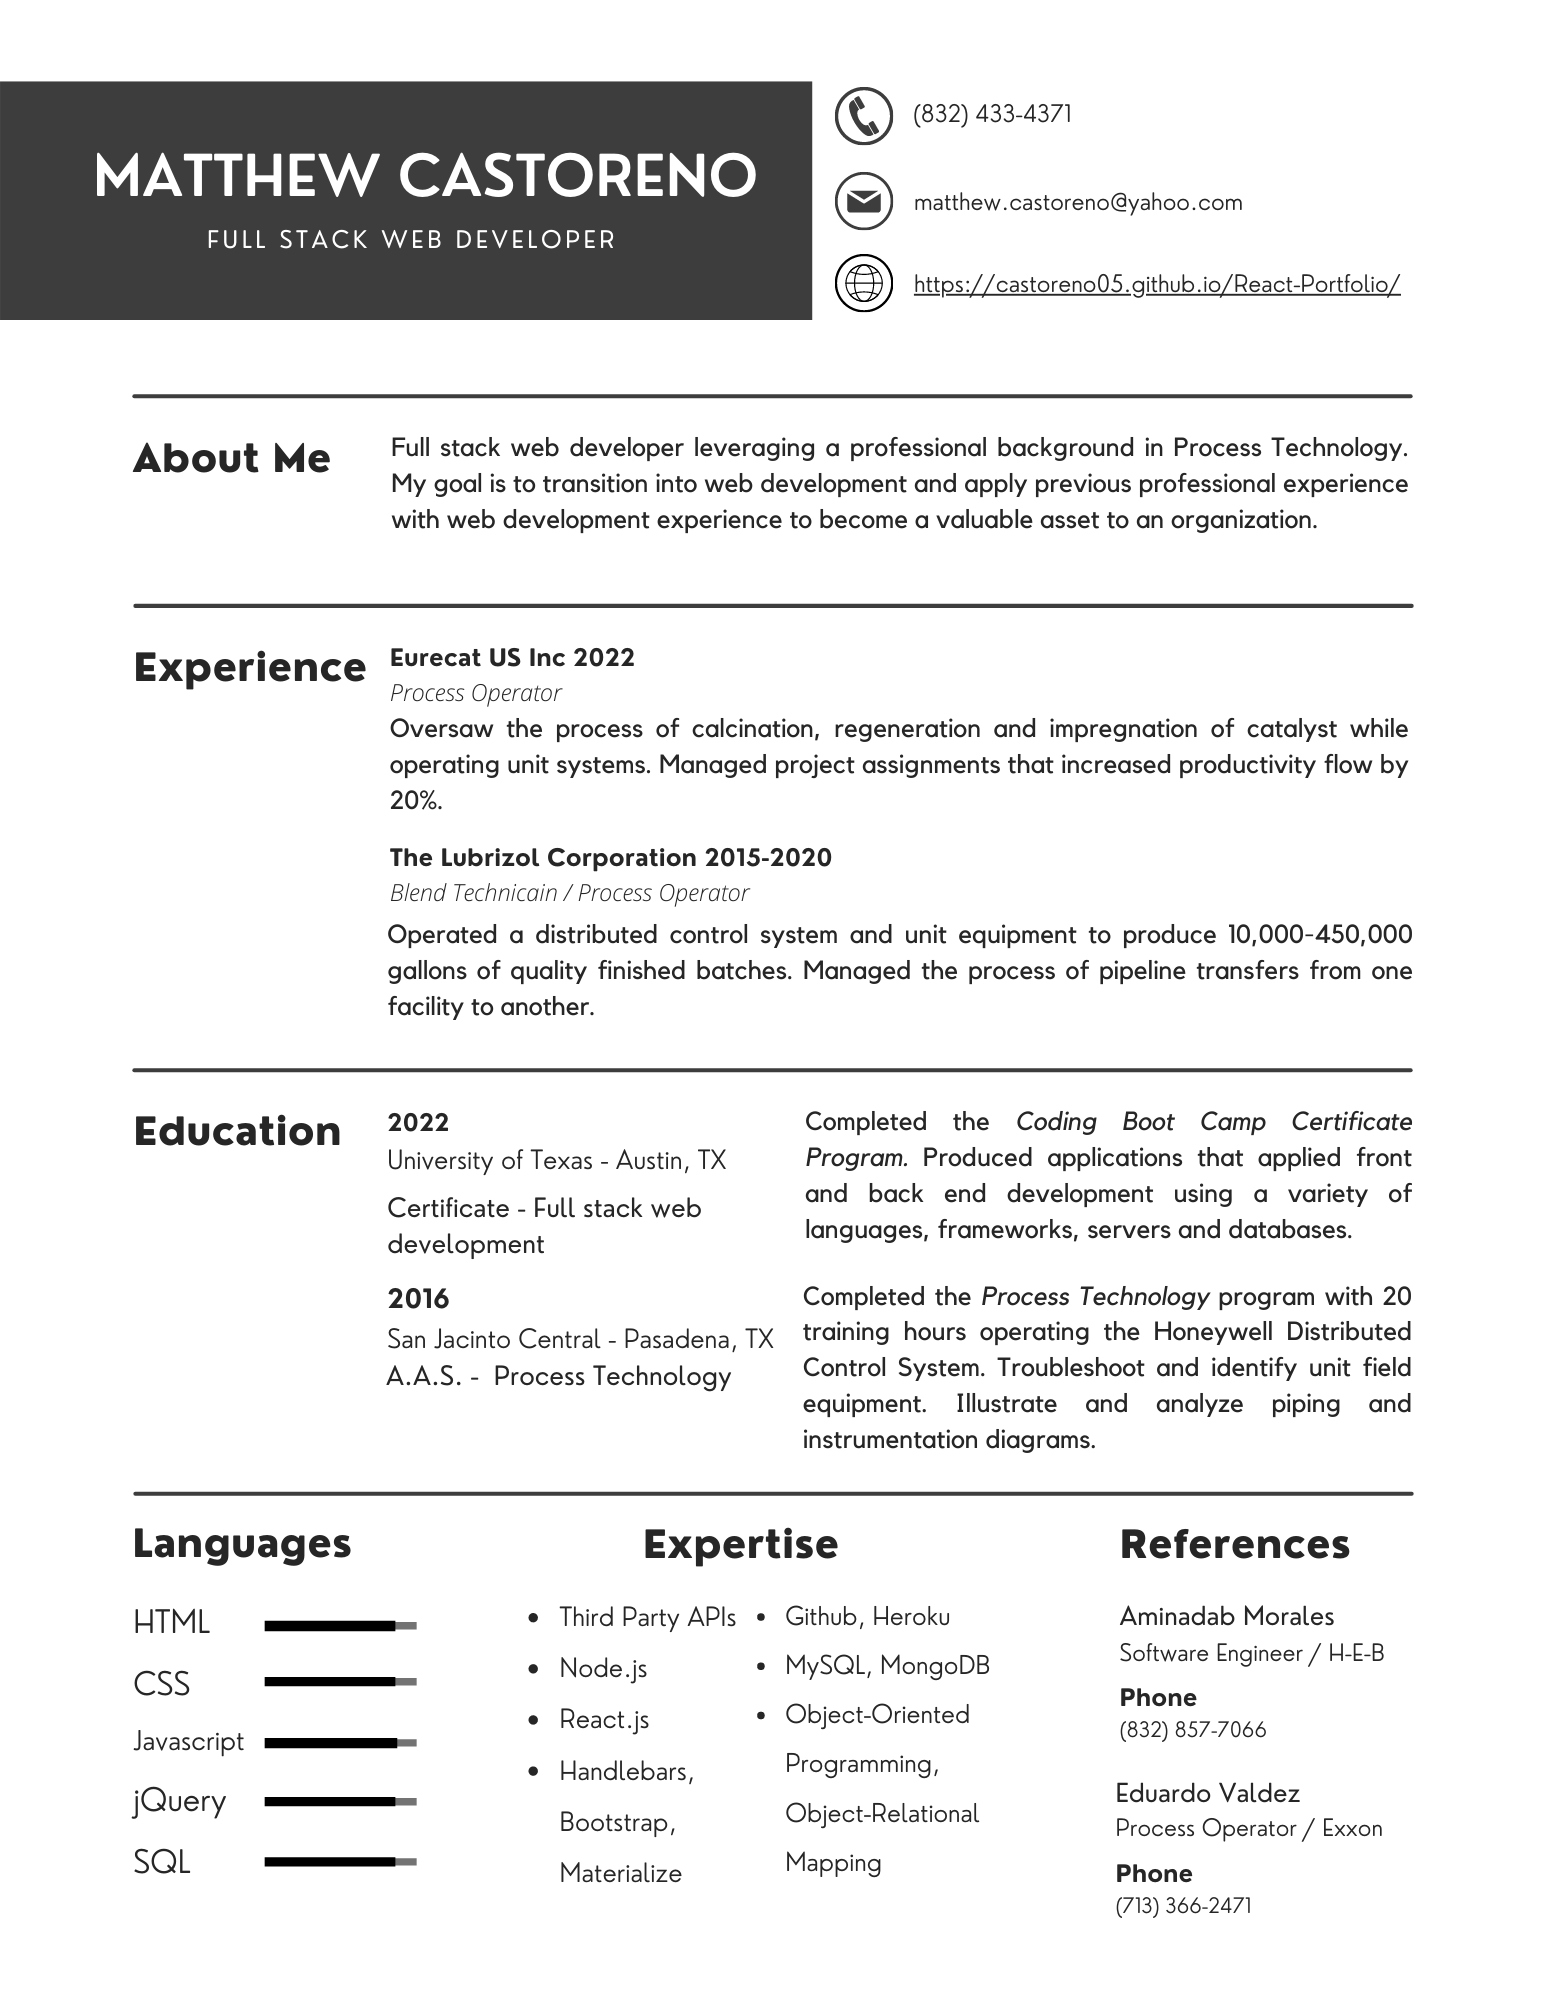 MATTHEW CASTORENO
FULL STACK WEB DEVELOPER
(832) 433-4371
matthew.castoreno@yahoo.com
https://castoreno05.github.io/React-Portfolio/
About Me
Full stack web developer leveraging a professional background in Process Technology.
My goal is to transition into web development and apply previous professional experience
with web development experience to become a valuable asset to an organization.
Experience
Eurecat US Inc 2022
Process Operator
Oversaw the process of calcination, regeneration and impregnation of catalyst while
operating unit systems. Managed project assignments that increased productivity flow by
20%.
The Lubrizol Corporation 2015-2020
Blend Technicain / Process Operator
Operated a distributed control system and unit equipment to produce 10,000-450,000
gallons of quality finished batches. Managed the process of pipeline transfers from one
facility to another.
Education
2022
University of Texas - Austin, TX
Certificate - Full stack web
development
Completed the Coding Boot Camp Certificate
Program. Produced applications that applied front
and back end development using a variety of
languages, frameworks, servers and databases.
2016
San Jacinto Central - Pasadena, TX
A.A.S. - Process Technology
Completed the Process Technology program with 20
training hours operating the Honeywell Distributed
Control System. Troubleshoot and identify unit field
equipment. Illustrate and analyze piping and
instrumentation diagrams.
Languages
HTML
CSS
Javascript
jQuery
SQL
Expertise
• Third Party APIs
• Node.js
• React.js
• Handlebars,
Bootstrap,
Materialize
• Github, Heroku
• MySQL, MongoDB
• Object-Oriented
Programming,
Object-Relational
Mapping
References
Aminadab Morales
Software Engineer / H-E-B
Phone
(832) 857-7066
Eduardo Valdez
Process Operator / Exxon
Phone
(713) 366-2471